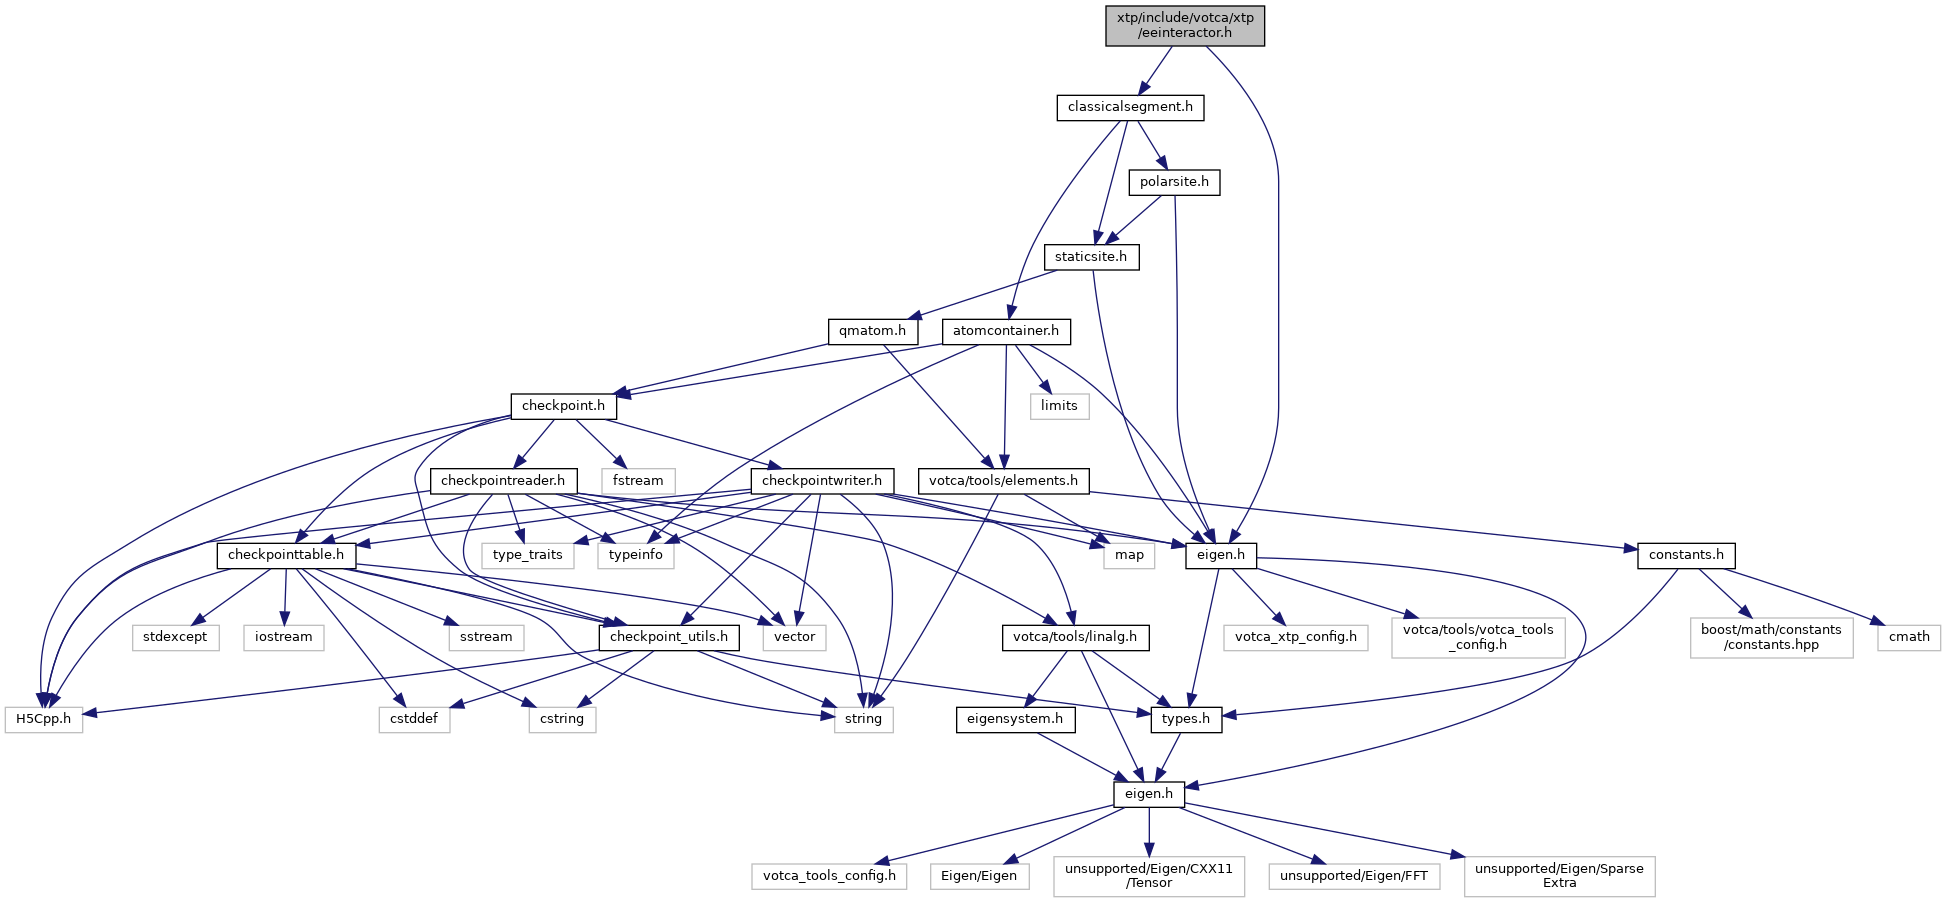 xtp/include/votca/xtp
/eeinteractor.h
classicalsegment.h
polarsite.h
staticsite.h
qmatom.h
atomcontainer.h
checkpoint.h
limits
checkpointreader.h
fstream
checkpointwriter.h
votca/tools/elements.h
checkpointtable.h
type_traits
typeinfo
map
eigen.h
constants.h
stdexcept
iostream
sstream
checkpoint_utils.h
vector
votca/tools/linalg.h
votca_xtp_config.h
votca/tools/votca_tools
_config.h
boost/math/constants
/constants.hpp
cmath
H5Cpp.h
cstddef
cstring
string
eigensystem.h
types.h
eigen.h
votca_tools_config.h
Eigen/Eigen
unsupported/Eigen/CXX11
/Tensor
unsupported/Eigen/FFT
unsupported/Eigen/Sparse
Extra